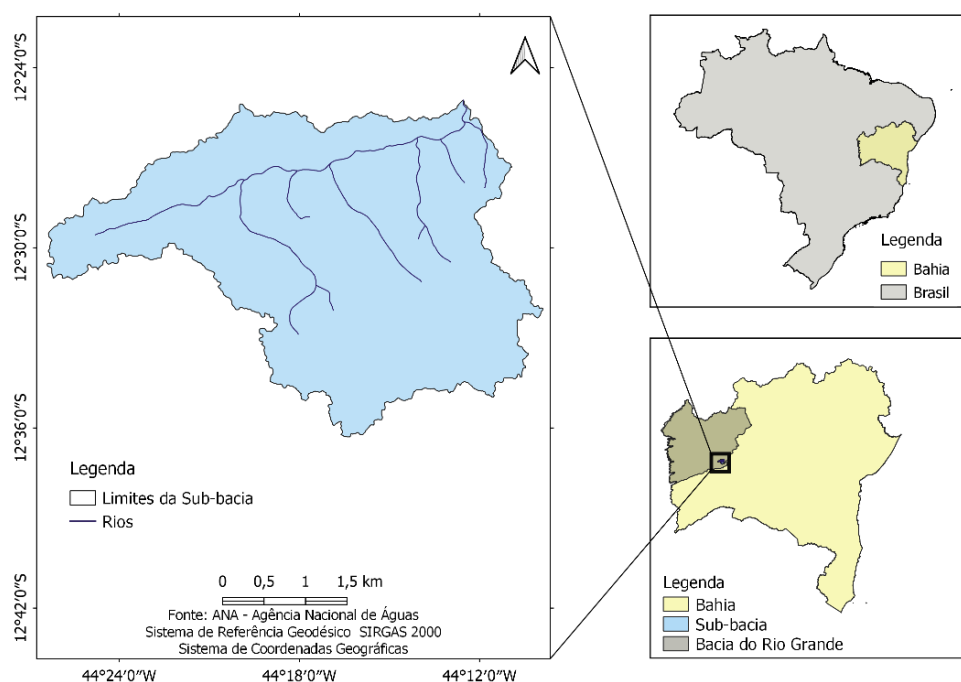 12°24'0"S
12°30'0"S
12°36'0"S
12°42'0"S
Legenda
Limites da Sub-bacia
Rios
0 0,5 1 1,5 km
Fonte: ANA - Agência Nacional de Águas
Sistema de Referência Geodésico SIRGAS 2000
Sistema de Coordenadas Geográficas
44°24'0"W 44°18'0"W 44°12'0"W
Legenda
Bahia
Brasil
Legenda
Bahia
Sub-bacia
Bacia do Rio Grande